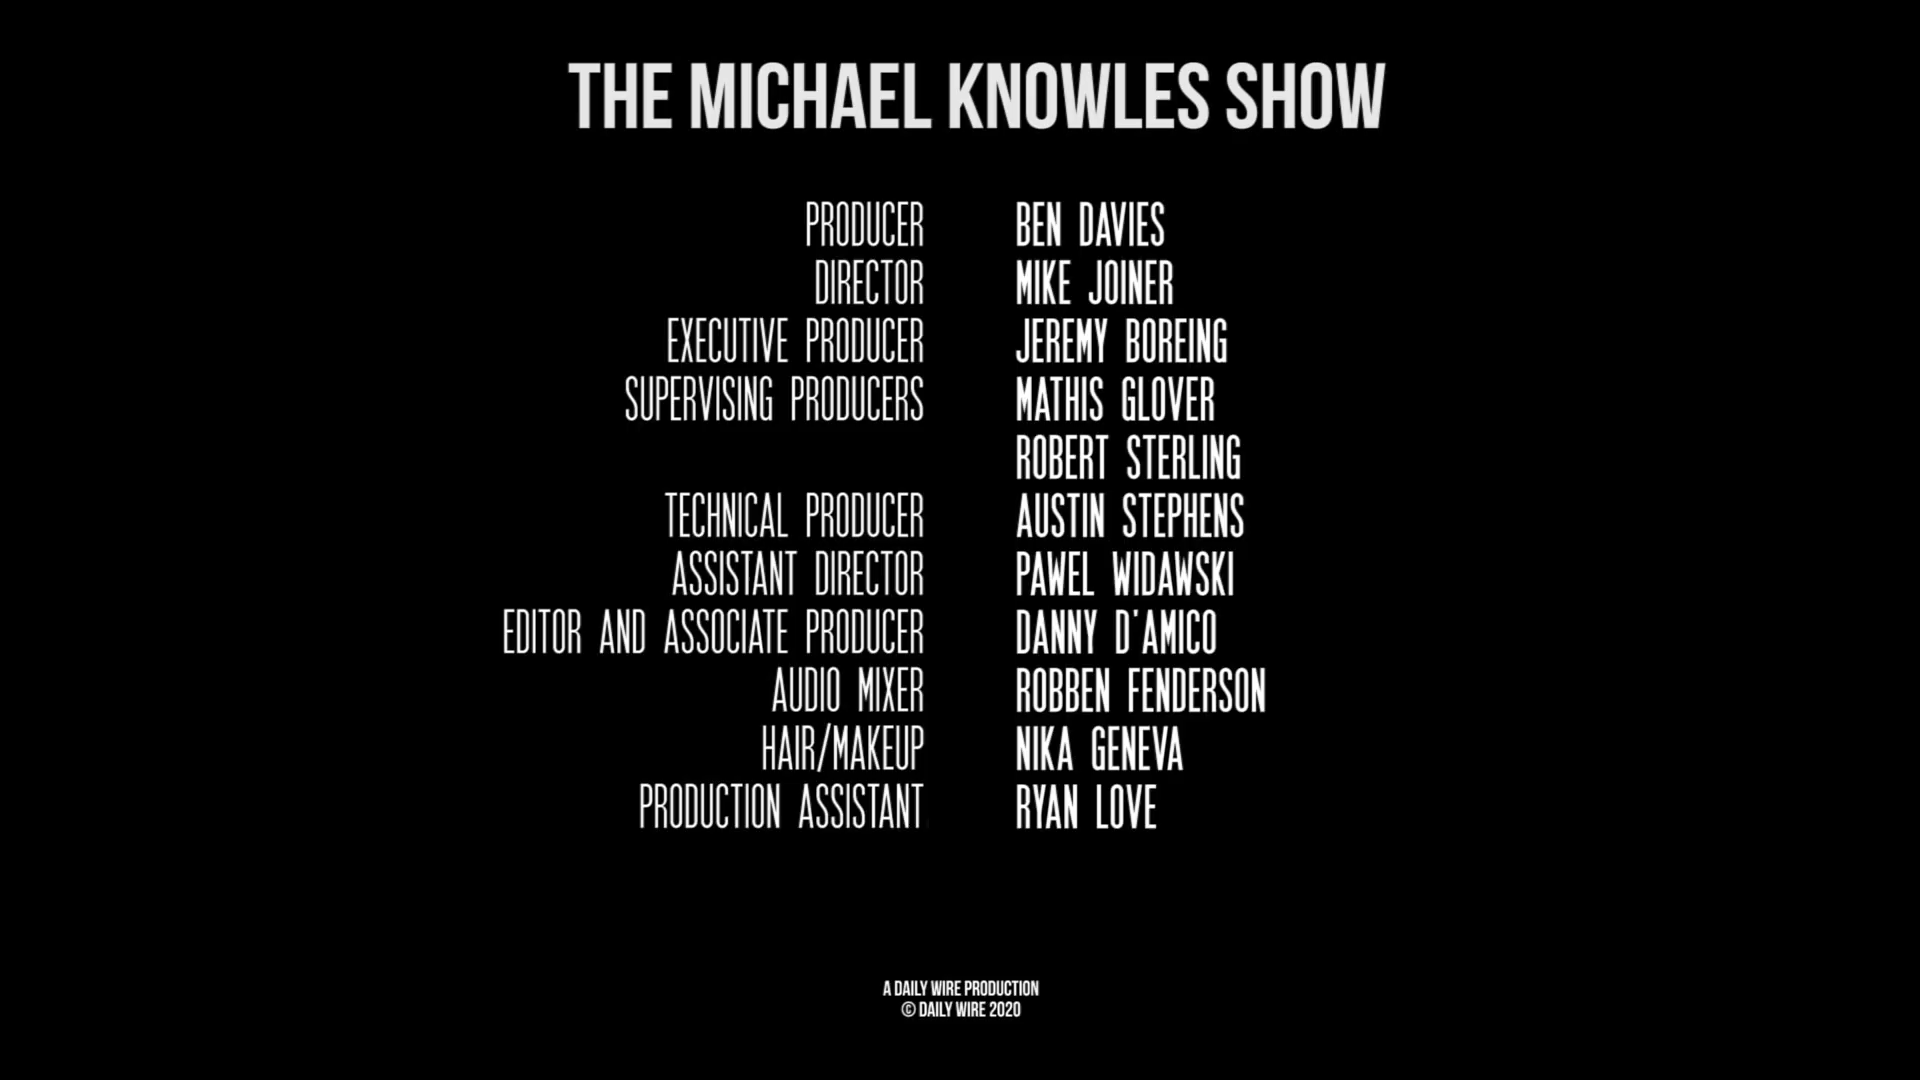 THE MICHAEL KNOWLES SHOW
PRODUCER BEN DAVIES
DIRECTOR MIKE JOINER
EXECUTIVE PRODUCER JEREMY BOREING
SUPERVISING PRODUCERS MATHIS GLOVER
ROBERT STERLING
TECHNICAL PRODUCER AUSTIN STEPHENS
ASSISTANT DIRECTOR PAWEL WIDAWSKI
EDITOR AND ASSOCIATE PRODUCER DANNY D'AMICO
AUDIO MIXER ROBBEN FENDERSON
HAIR/MAKEUP NIKA GENEVA
PRODUCTION ASSISTANT RYAN LOVE
A DAILY WIRE PRODUCTION
© DAILY WIRE 2020